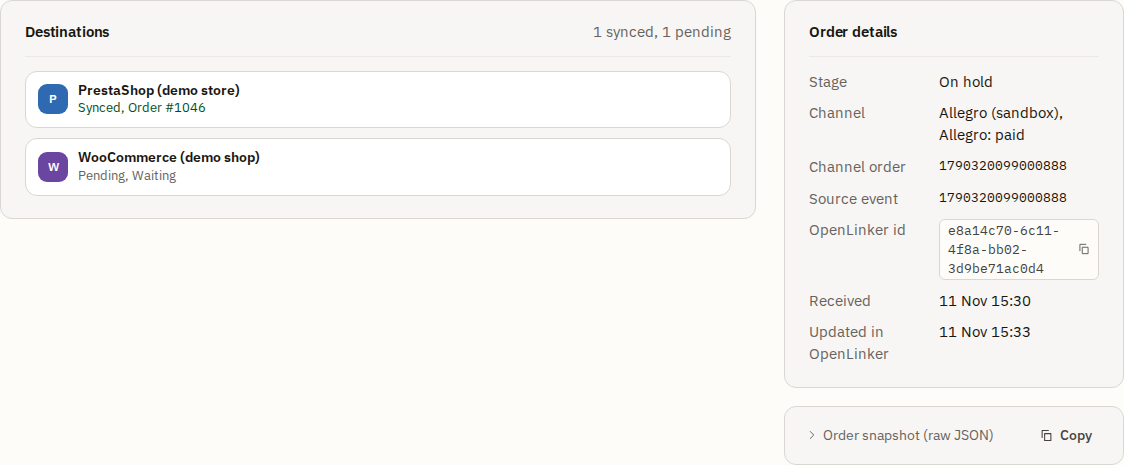 Destinations
1 synced, 1 pending
P
PrestaShop (demo store)
Synced, Order #1046
W
WooCommerce (demo shop)
Pending, Waiting
Order details
Stage
On hold
Channel
Allegro (sandbox),
Allegro: paid
Channel order
1790320099000888
Source event
1790320099000888
OpenLinker id
e8a14c70-6c11-
4f8a-bb02-
3d9be71ac0d4
Received
11 Nov 15:30
Updated in
OpenLinker
11 Nov 15:33
Order snapshot (raw JSON)
Copy